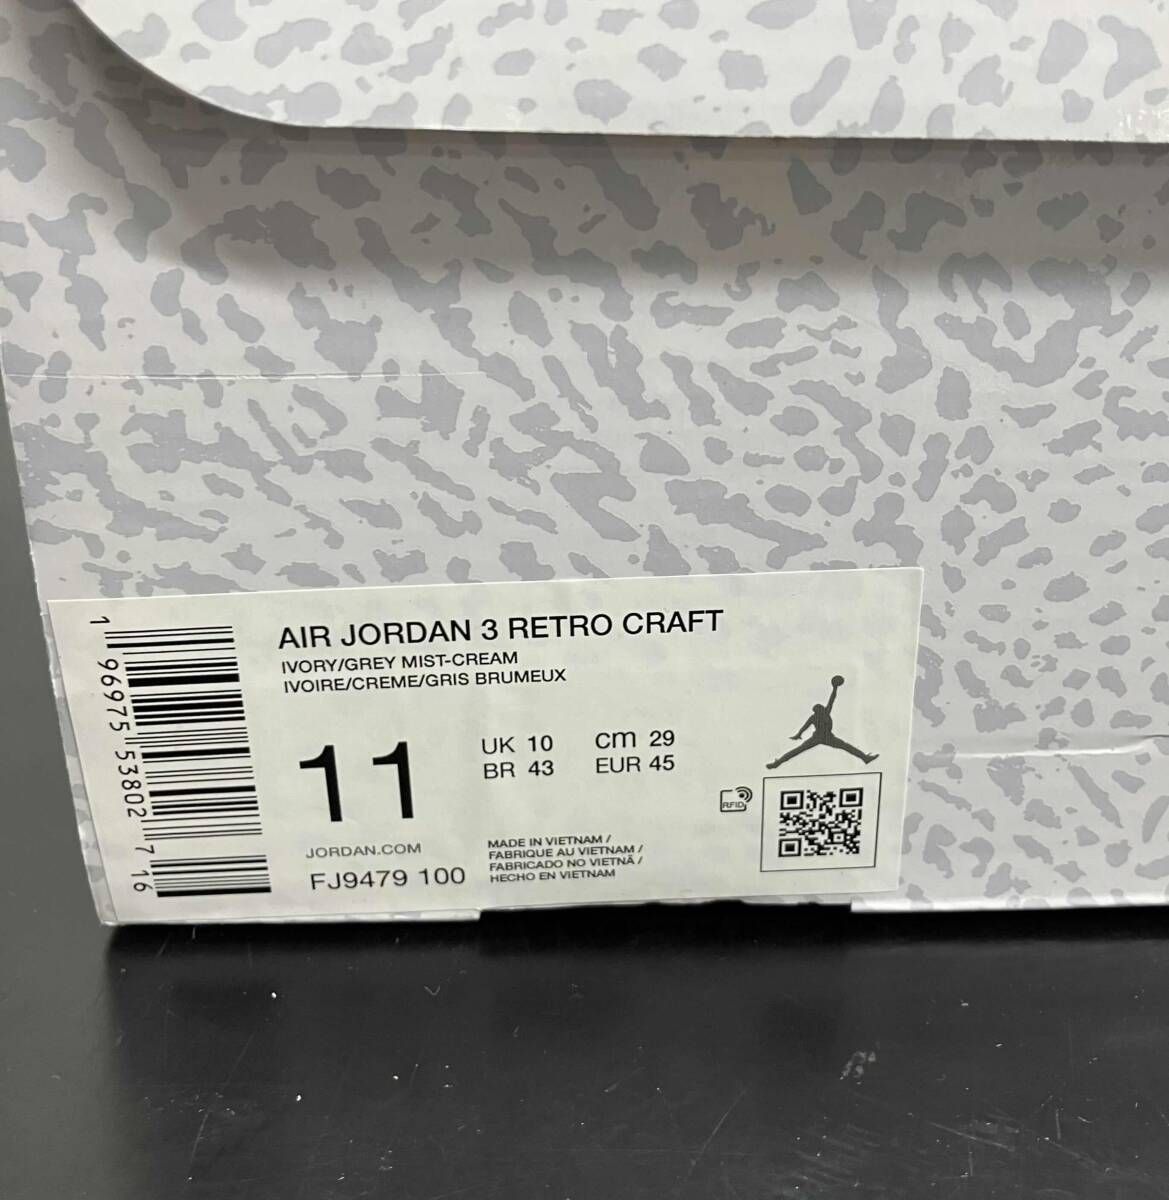 AIR JORDAN 3 RETRO CRAFT
IVORY/GREY MIST-CREAM
IVOIRE/CREME/GRIS BRUMEUX
11
UK 10 cm 29
BR 43 EUR 45
RFID
JORDAN.COM
FJ9479 100
MADE IN VIETNAM /
FABRIQUE AU VIETNAM /
FABRICADO NO VIETNÃ /
HECHO EN VIETNAM
1 96975 53802 7 16